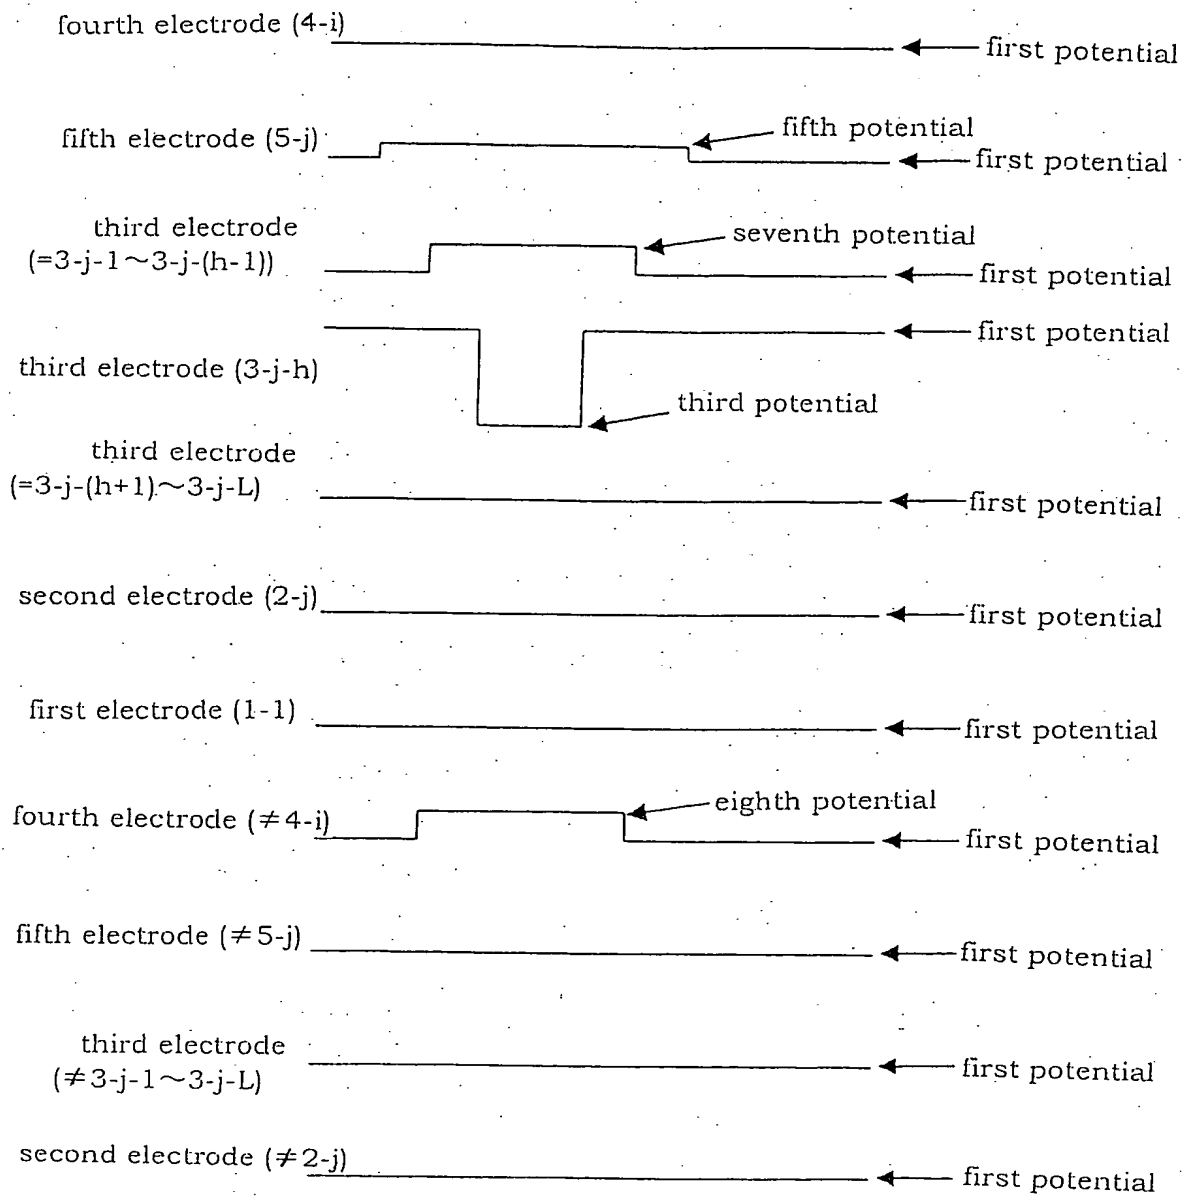 fourth electrode (4-i)
first potential
fifth electrode (5-j)
fifth potential
first potential
third electrode
(=3-j-1～3-j-(h-1))
seventh potential
first potential
first potential
third electrode (3-j-h)
third potential
third electrode
(=3-j-(h+1)～3-j-L)
first potential
second electrode (2-j)
first potential
first electrode (1-1)
first potential
fourth electrode (≠4-i)
eighth potential
first potential
fifth electrode (≠5-j)
first potential
third electrode
(≠3-j-1～3-j-L)
first potential
second electrode (≠2-j)
first potential